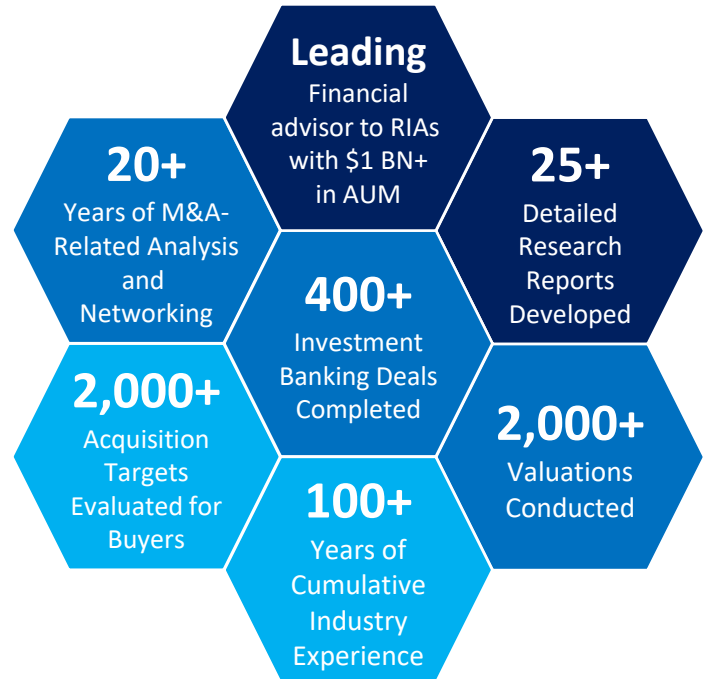 Leading
Financial
advisor to RIAs
with $1 BN+
in AUM
20+
Years of M&A-
Related Analysis
and
Networking
25+
Detailed
Research
Reports
Developed
400+
Investment
Banking Deals
Completed
2,000+
Acquisition
Targets
Evaluated for
Buyers
2,000+
Valuations
Conducted
100+
Years of
Cumulative
Industry
Experience